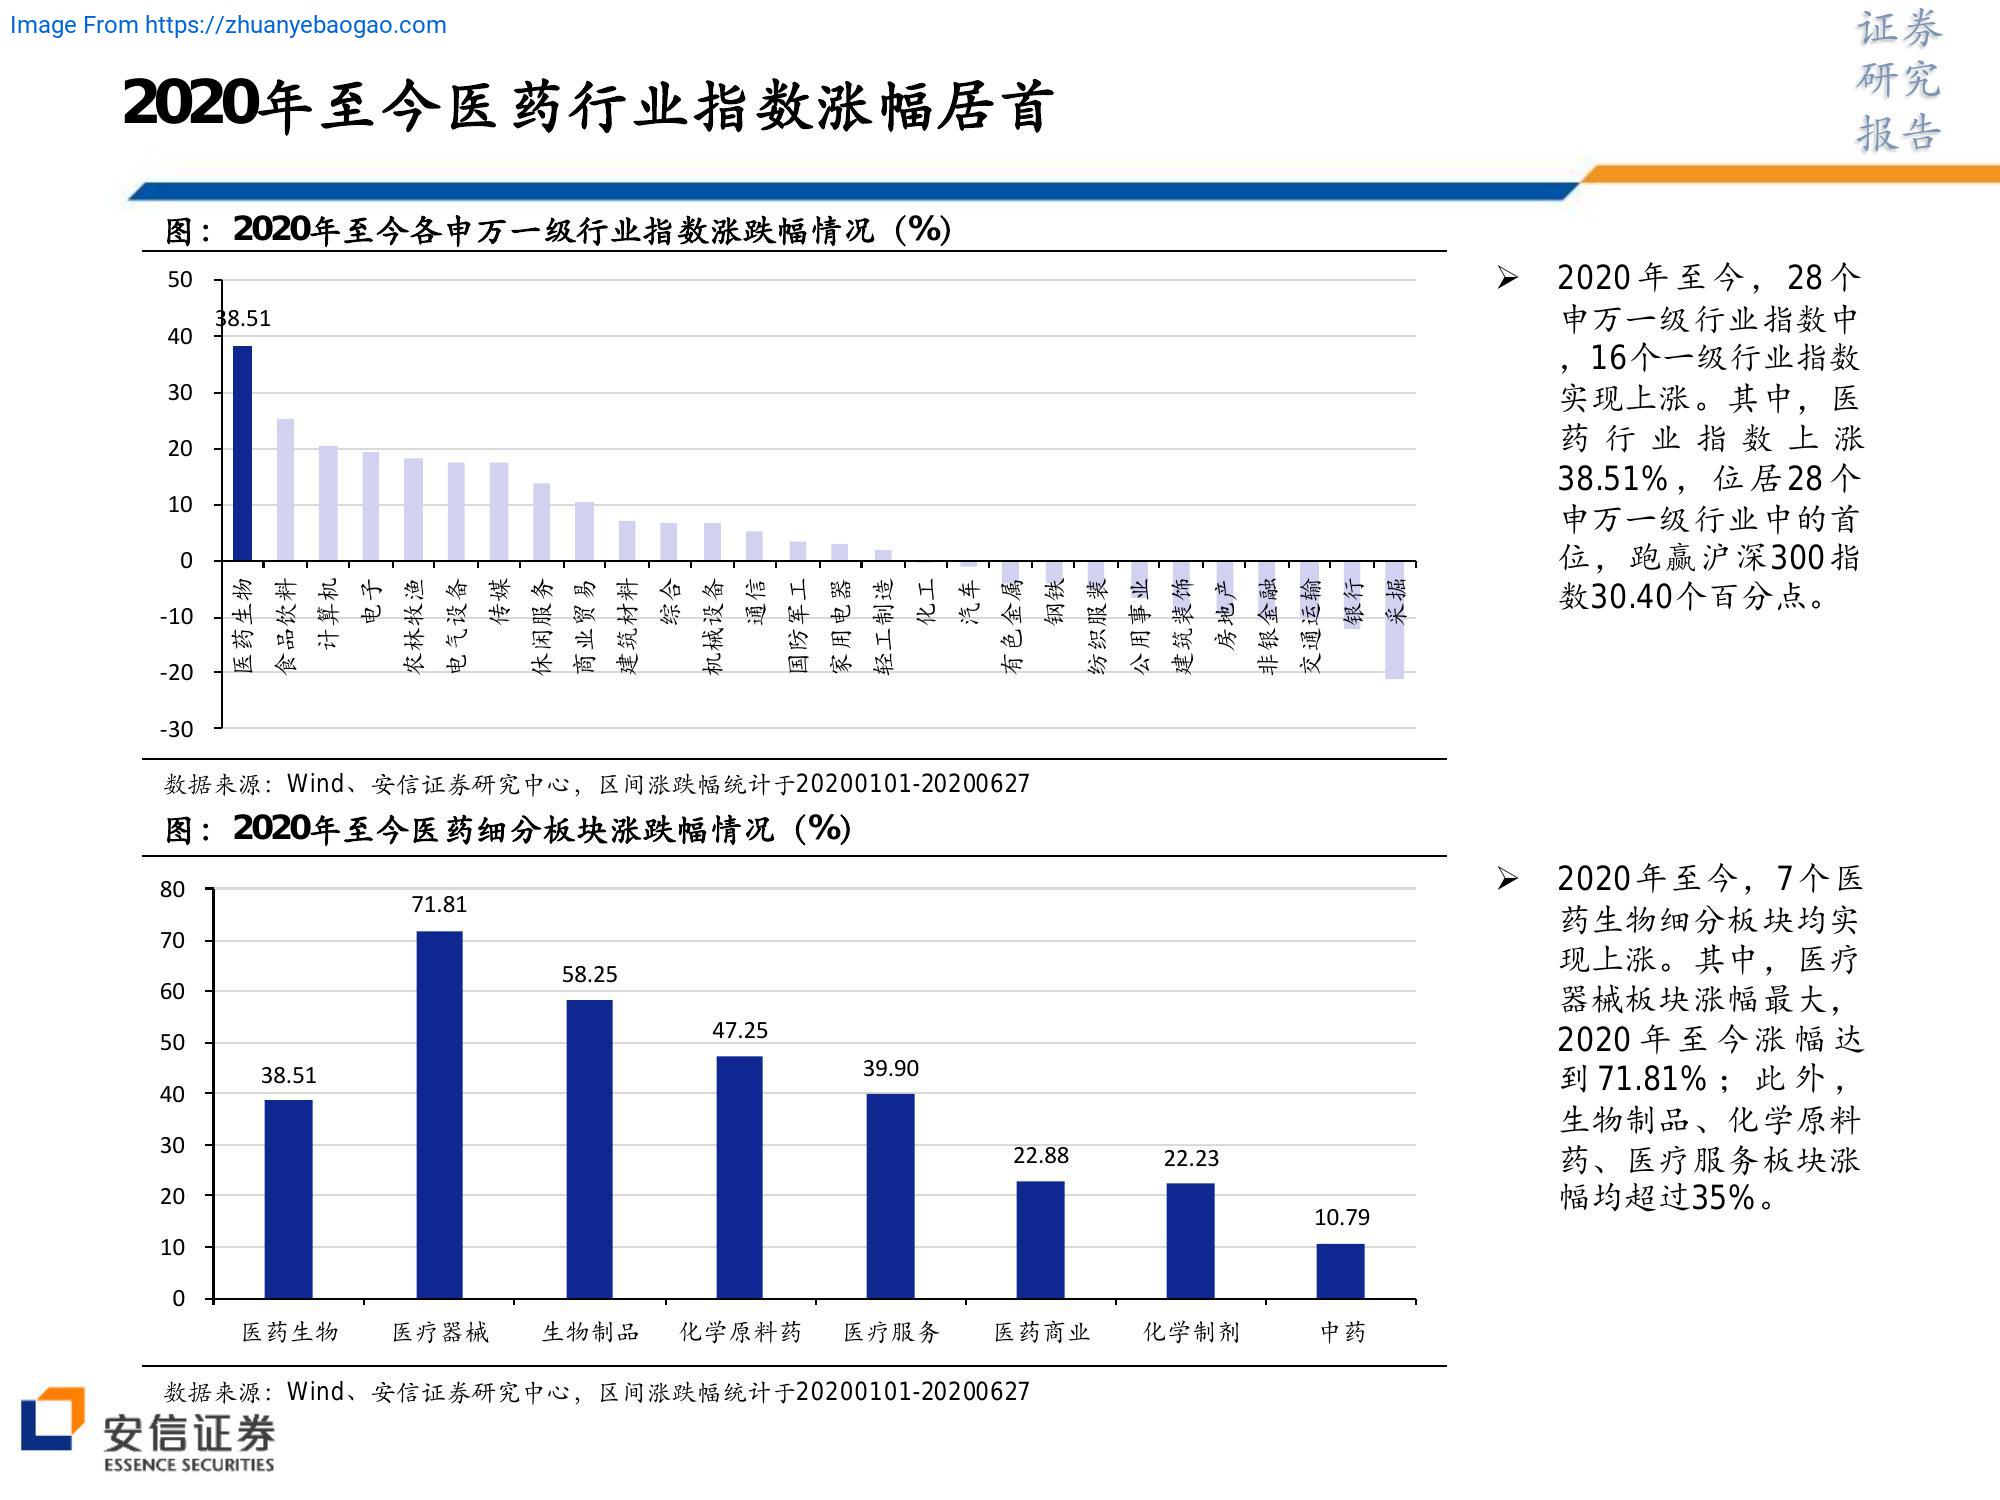 Image From https://zhuanyebaogao.com
证券
研究
报告
2020年至今医药行业指数涨幅居首
图：2020年至今各申万一级行业指数涨跌幅情况（%）
50
40
30
20
10
0
-10
-20
-30
38.51
医药生物
食品饮料
计算机
电子
农林牧渔
电气设备
传媒
休闲服务
商业贸易
建筑材料
综合
机械设备
通信
国防军工
家用电器
轻工制造
化工
汽车
有色金属
钢铁
纺织服装
公用事业
建筑装饰
房地产
非银金融
交通运输
银行
采掘
数据来源：Wind、安信证券研究中心，区间涨跌幅统计于20200101-20200627
➢ 2020年至今，28个
申万一级行业指数中
，16个一级行业指数
实现上涨。其中，医
药行业指数上涨
38.51%，位居28个
申万一级行业中的首
位，跑赢沪深300指
数30.40个百分点。
图：2020年至今医药细分板块涨跌幅情况（%）
80
70
60
50
40
30
20
10
0
38.51
71.81
58.25
47.25
39.90
22.88
22.23
10.79
医药生物
医疗器械
生物制品
化学原料药
医疗服务
医药商业
化学制剂
中药
数据来源：Wind、安信证券研究中心，区间涨跌幅统计于20200101-20200627
➢ 2020年至今，7个医
药生物细分板块均实
现上涨。其中，医疗
器械板块涨幅最大，
2020年至今涨幅达
到71.81%；此外，
生物制品、化学原料
药、医疗服务板块涨
幅均超过35%。
安信证券
ESSENCE SECURITIES